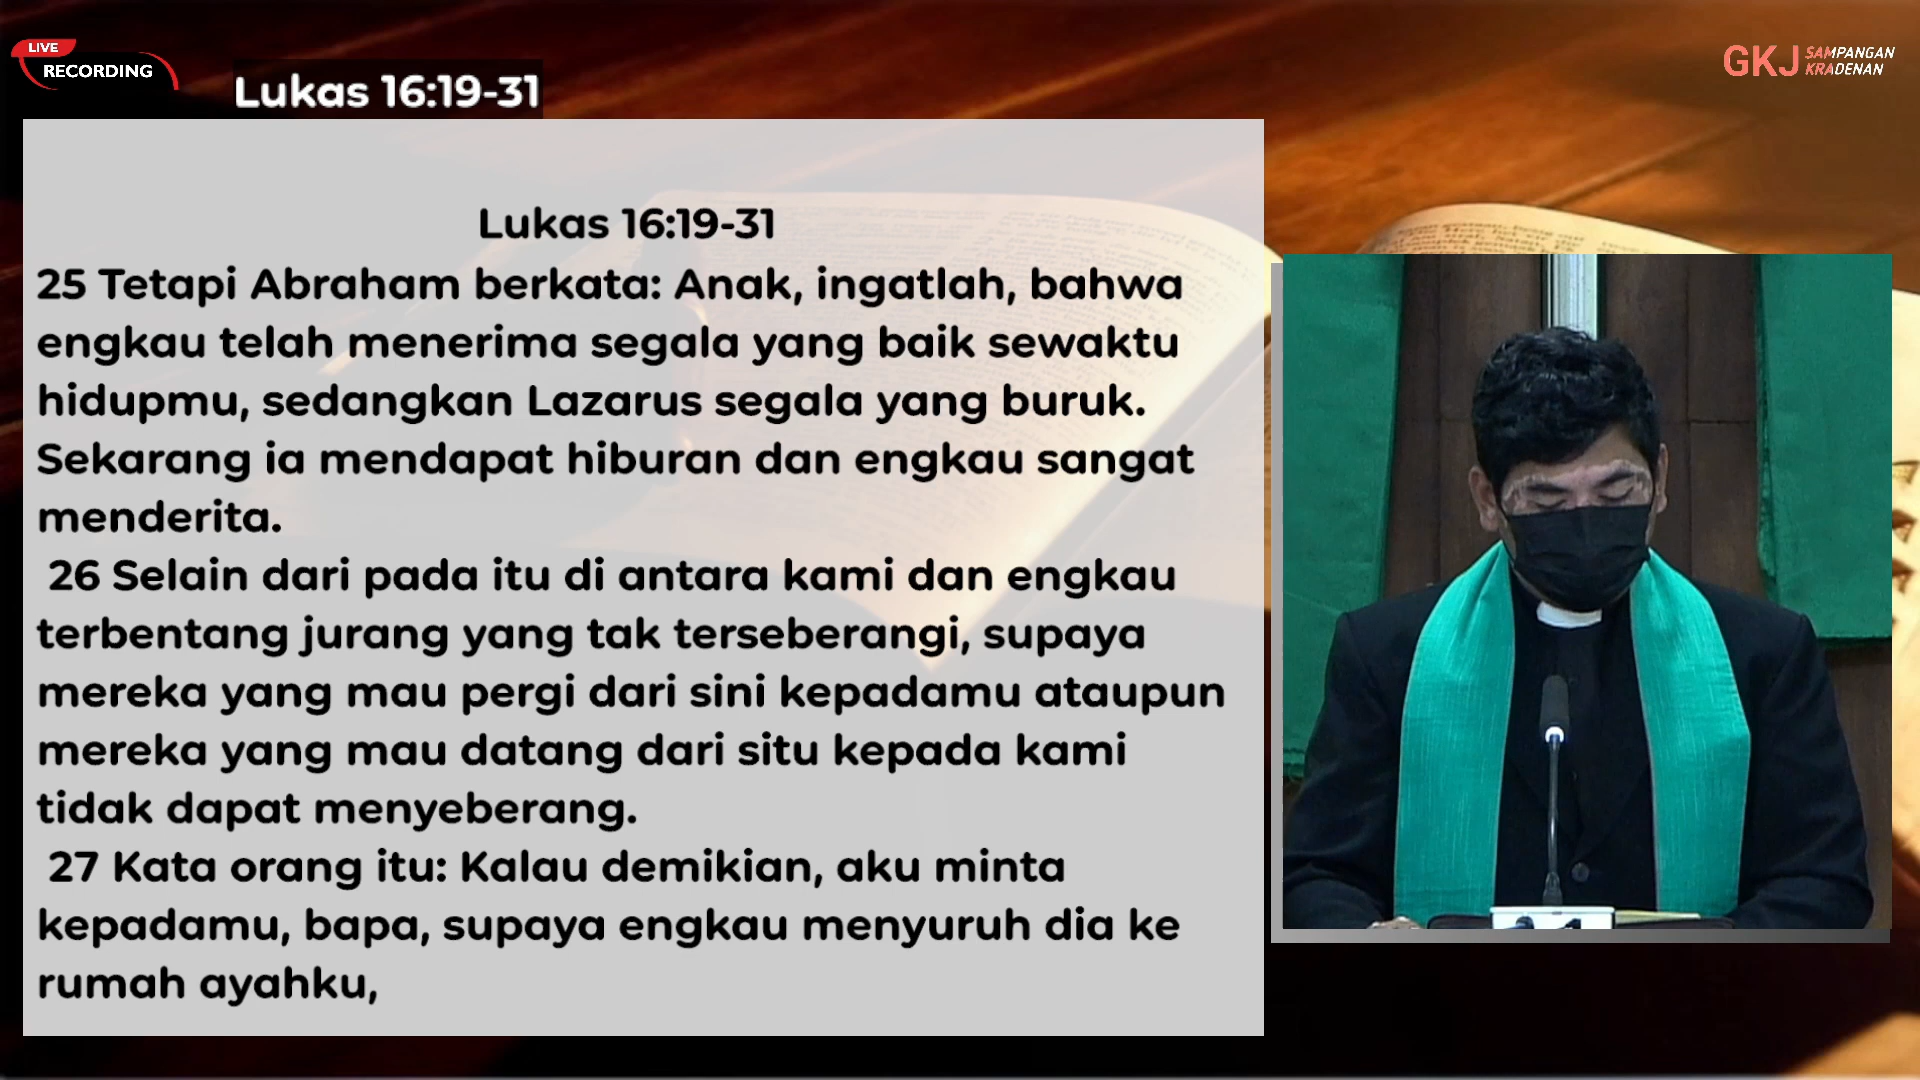 LIVE
RECORDING
Lukas 16:19-31
GKJ SAMPANGAN
KRADENAN
Lukas 16:19-31
25 Tetapi Abraham berkata: Anak, ingatlah, bahwa
engkau telah menerima segala yang baik sewaktu
hidupmu, sedangkan Lazarus segala yang buruk.
Sekarang ia mendapat hiburan dan engkau sangat
menderita.
26 Selain dari pada itu di antara kami dan engkau
terbentang jurang yang tak terseberangi, supaya
mereka yang mau pergi dari sini kepadamu ataupun
mereka yang mau datang dari situ kepada kami
tidak dapat menyeberang.
27 Kata orang itu: Kalau demikian, aku minta
kepadamu, bapa, supaya engkau menyuruh dia ke
rumah ayahku,